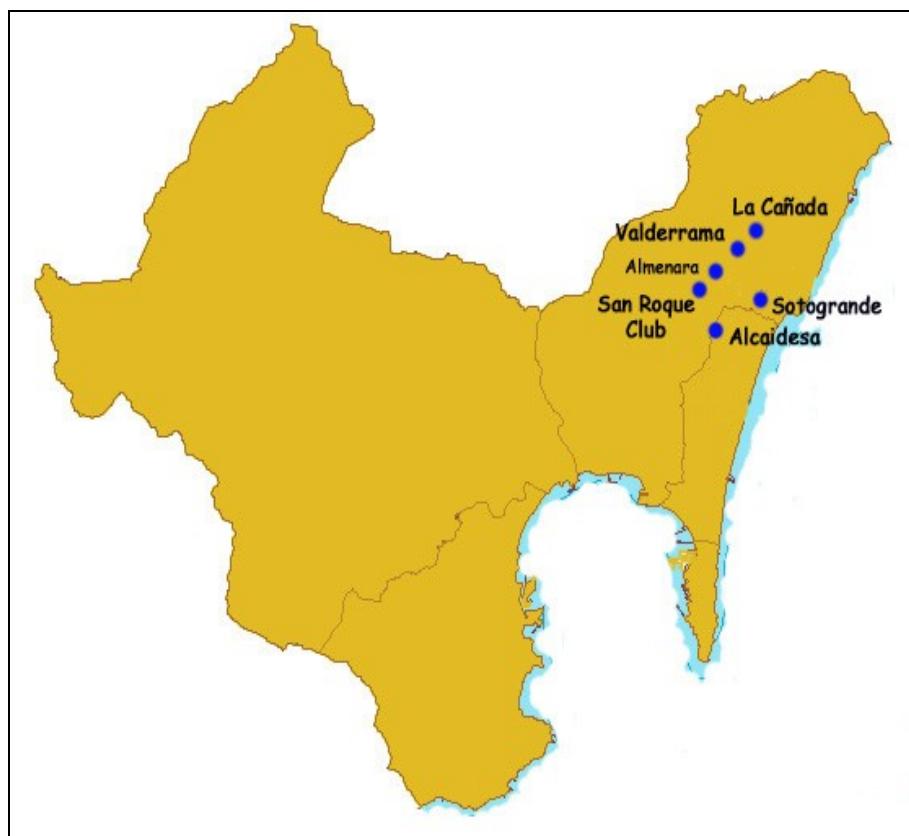 La Cañada
Valderrama
Almenara
San Roque
Club
Sotogrande
Alcaidesa